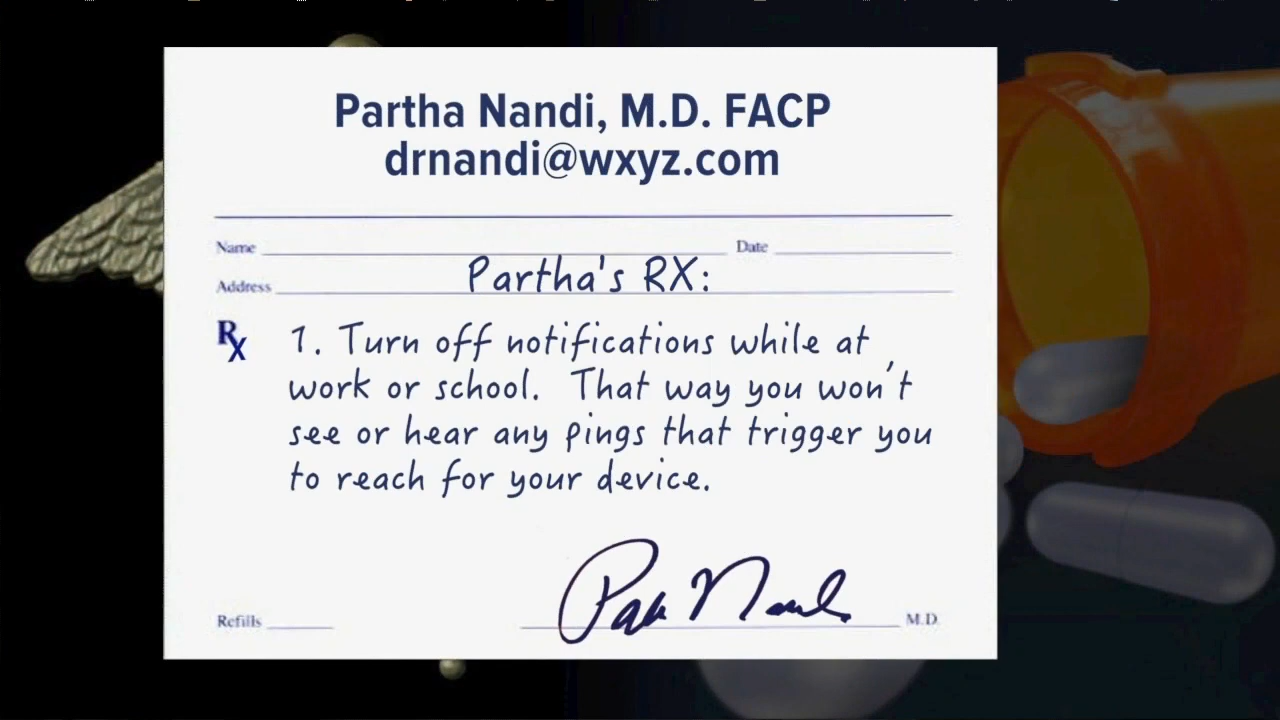 Partha Nandi, M.D. FACP
drnandi@wxyz.com
Name Date
Partha's RX:
Address
Rx 1. Turn off notifications while at
work or school. That way you won't
see or hear any pings that trigger you
to reach for your device.
Refills M.D.